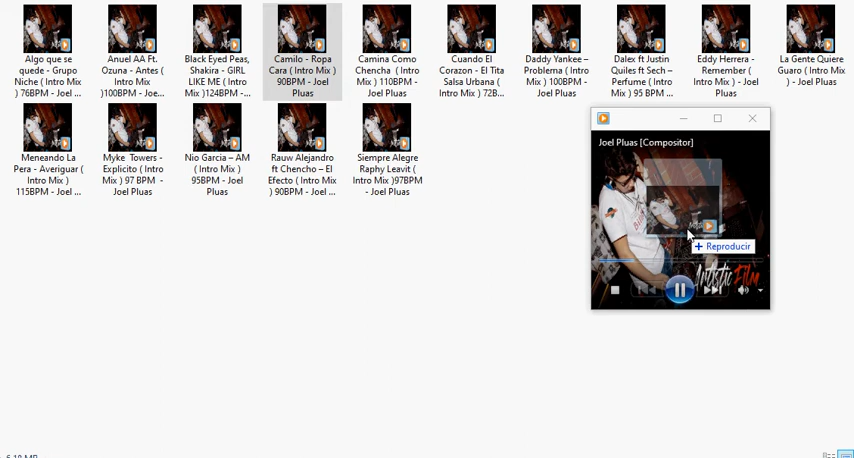 Algo que se
quede - Grupo
Niche ( Intro Mix
) 76BPM - Joel ...
Anuel AA Ft.
Ozuna - Antes (
Intro Mix
)100BPM - Joe...
Black Eyed Peas,
Shakira - GIRL
LIKE ME ( Intro
Mix )124BPM -...
Camilo - Ropa
Cara ( Intro Mix )
90BPM - Joel
Pluas
Camina Como
Chencha ( Intro
Mix ) 110BPM -
Joel Pluas
Cuando El
Corazon - El Tita
Salsa Urbana (
Intro Mix ) 72B...
Daddy Yankee –
Problema ( Intro
Mix ) 100BPM -
Joel Pluas
Dalex ft Justin
Quiles ft Sech –
Perfume ( Intro
Mix ) 95 BPM ...
Eddy Herrera -
Remember (
Intro Mix ) - Joel
Pluas
La Gente Quiere
Guaro ( Intro Mix
) - Joel Pluas
Meneando La
Pera - Averiguar (
Intro Mix )
115BPM - Joel ...
Myke Towers -
Explicito ( Intro
Mix ) 97 BPM -
Joel Pluas
Nio Garcia – AM
( Intro Mix )
95BPM - Joel
Pluas
Rauw Alejandro
ft Chencho – El
Efecto ( Intro Mix
) 90BPM - Joel ...
Siempre Alegre
Raphy Leavit (
Intro Mix )97BPM
- Joel Pluas
Joel Pluas [Compositor]
+ Reproducir
Artistic Film